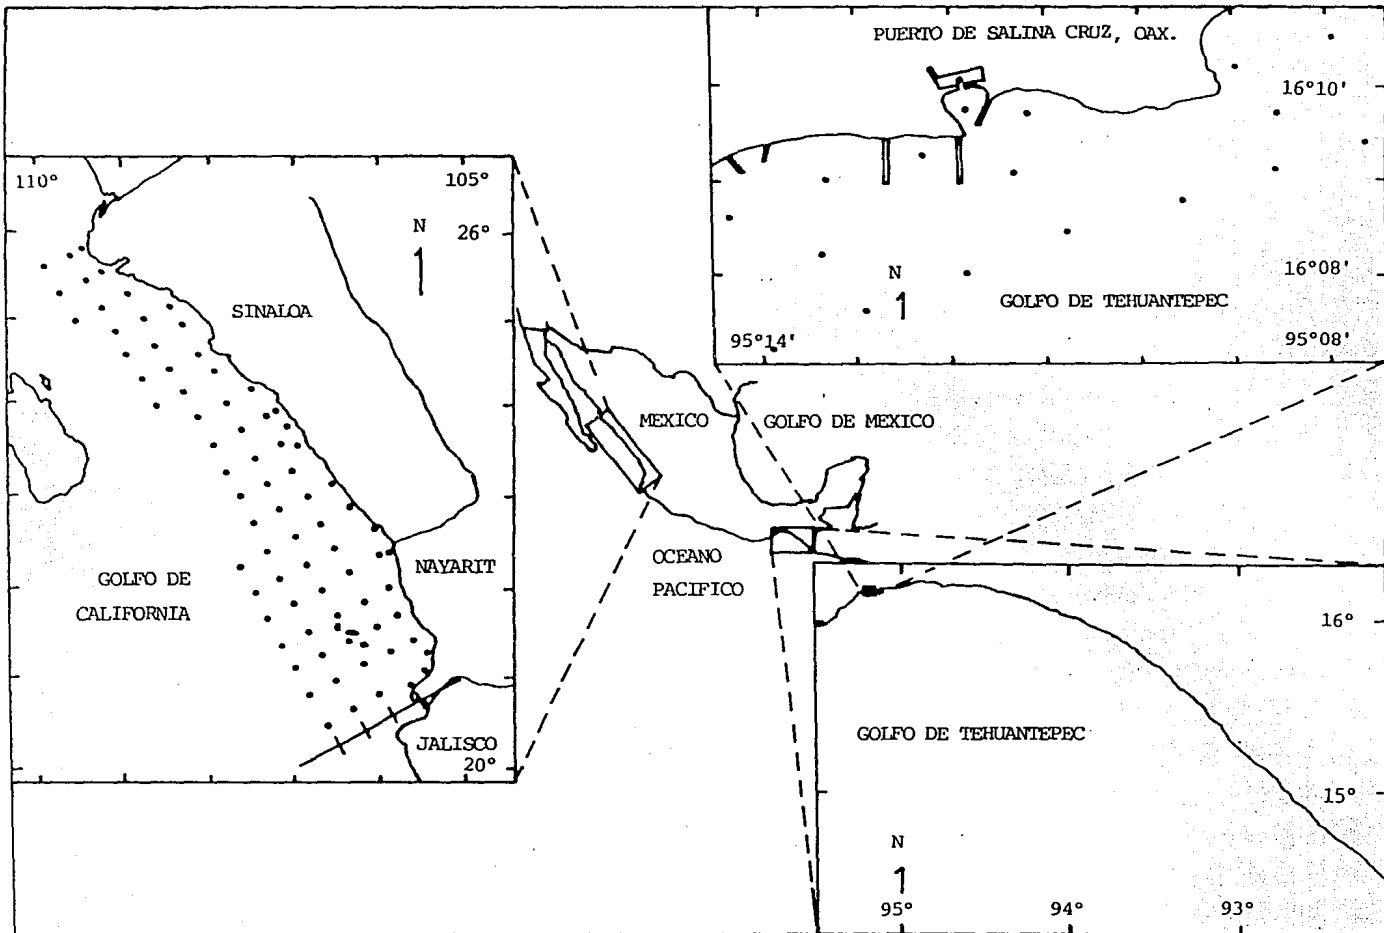 PUERTO DE SALINA CRUZ, OAX.
16°10'
16°08'
N
1
GOLFO DE TEHUANTEPEC
95°14'
95°08'
110°
105°
N
26°
SINALOA
GOLFO DE
CALIFORNIA
NAYARIT
JALISCO
20°
MEXICO
GOLFO DE MEXICO
OCEANO
PACIFICO
16°
GOLFO DE TEHUANTEPEC
15°
N
1
95°
94°
93°